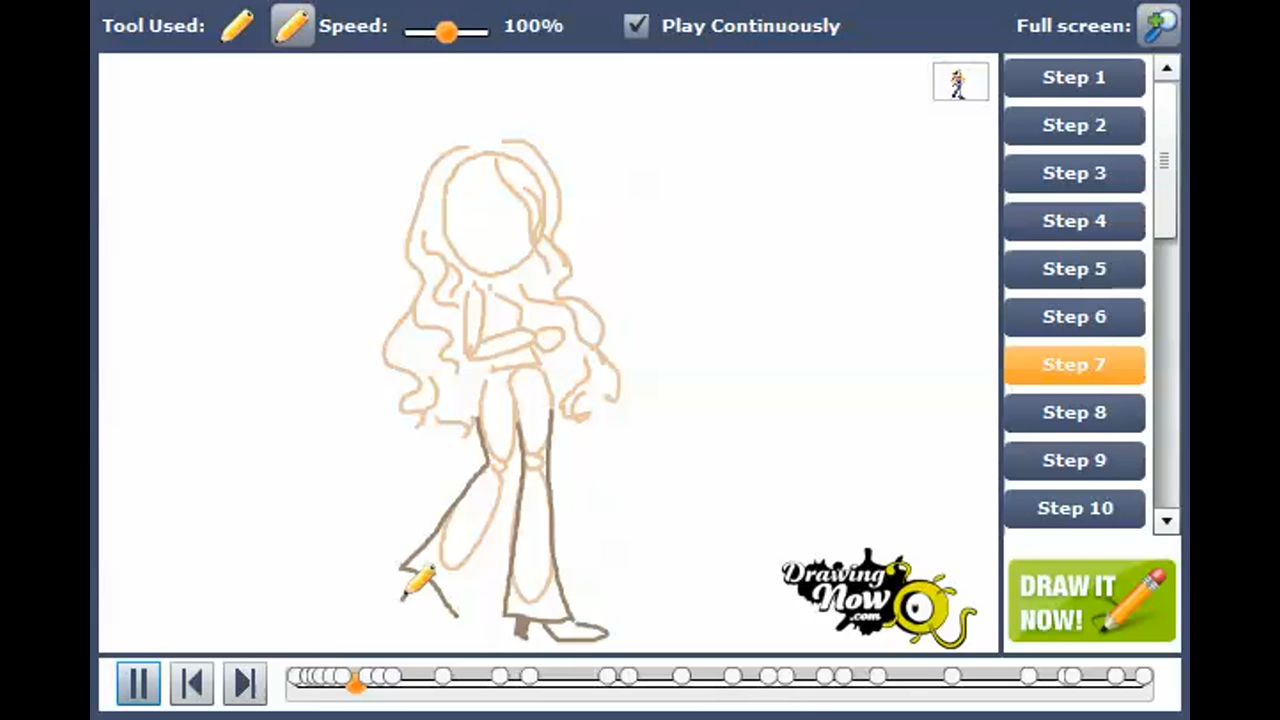 Tool Used: Speed: 100% Play Continuously Full screen:
Step 1
Step 2
Step 3
Step 4
Step 5
Step 6
Step 7
Step 8
Step 9
Step 10
Drawing
Now
.com
DRAW IT
NOW!